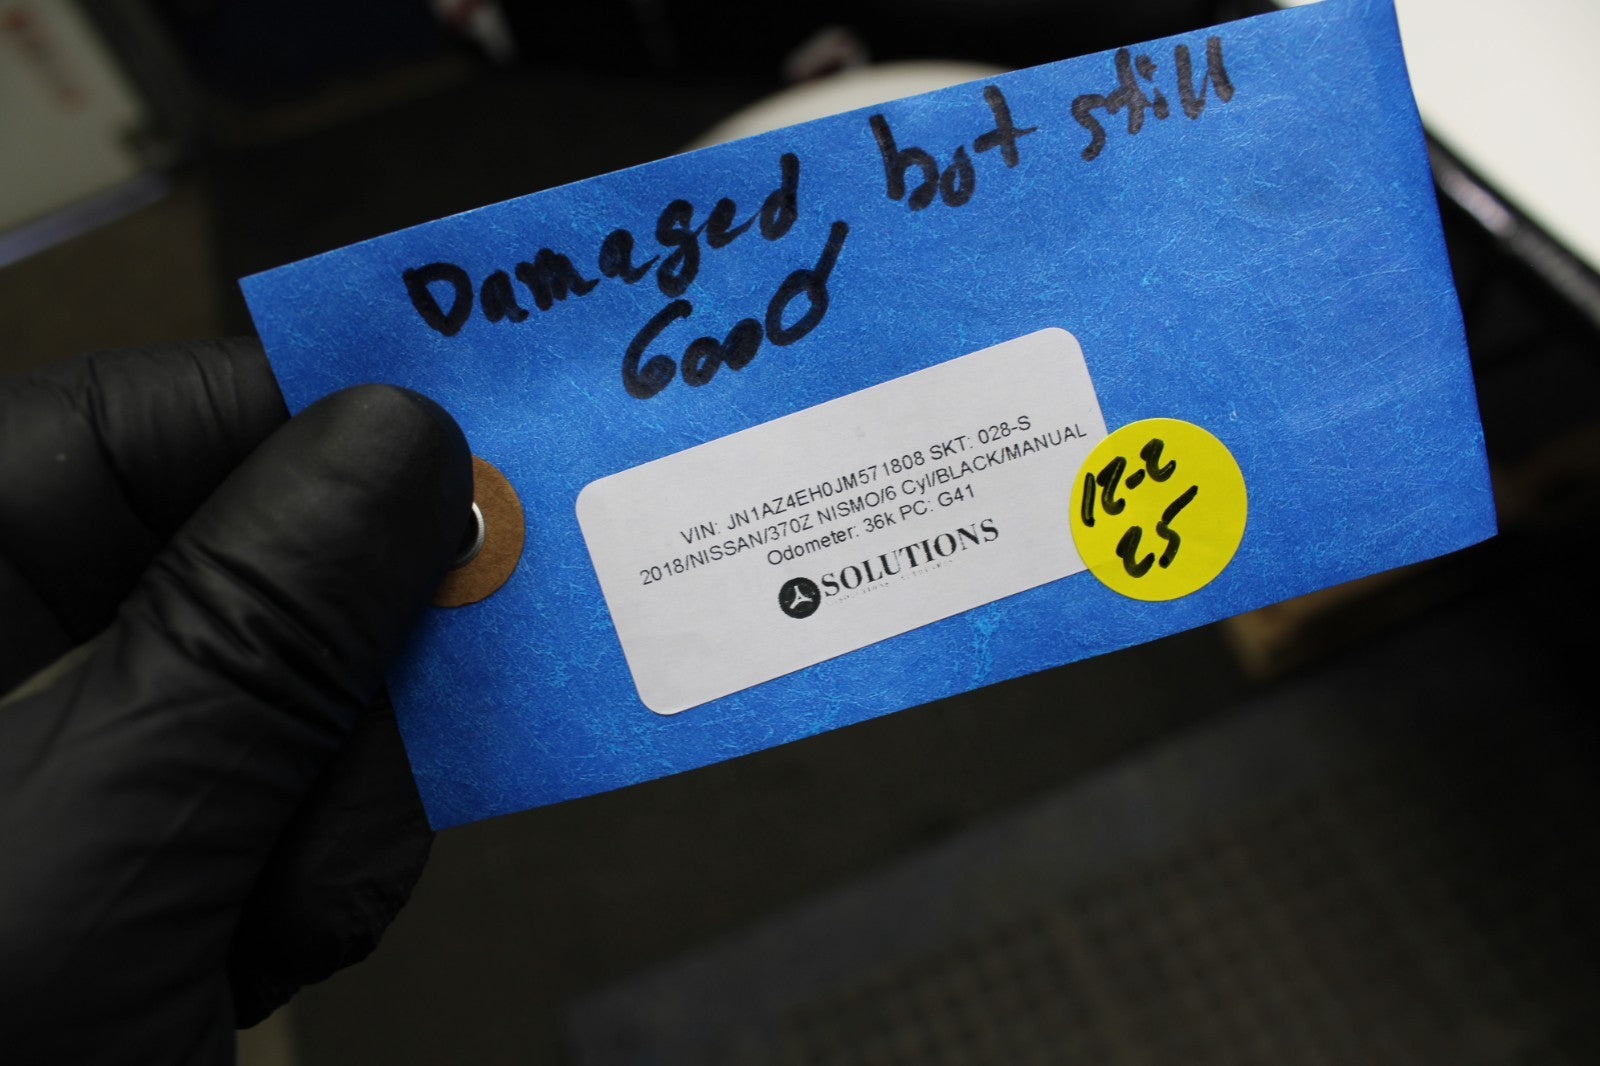 Damaged but still
Good
VIN: JN1AZ4EH0JM571808 SKT: 028-S
2018/NISSAN/370Z NISMO/6 Cyl/BLACK/MANUAL
Odometer: 36k PC: G41
SOLUTIONS
12-2
25